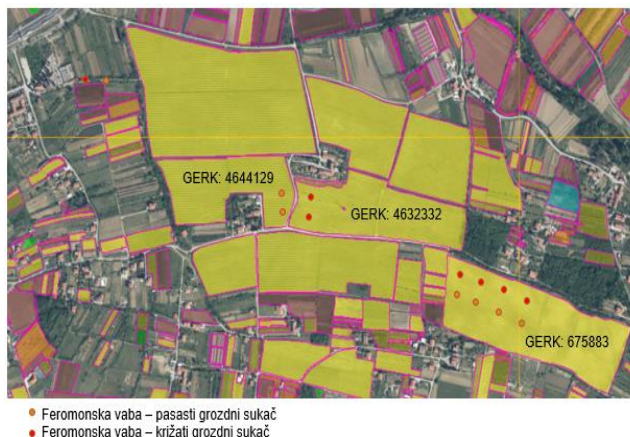 GERK: 4644129
GERK: 4632332
GERK: 675883
Feromonska vaba – pasasti grozdni sukač
Feromonska vaba – križati grozdni sukač